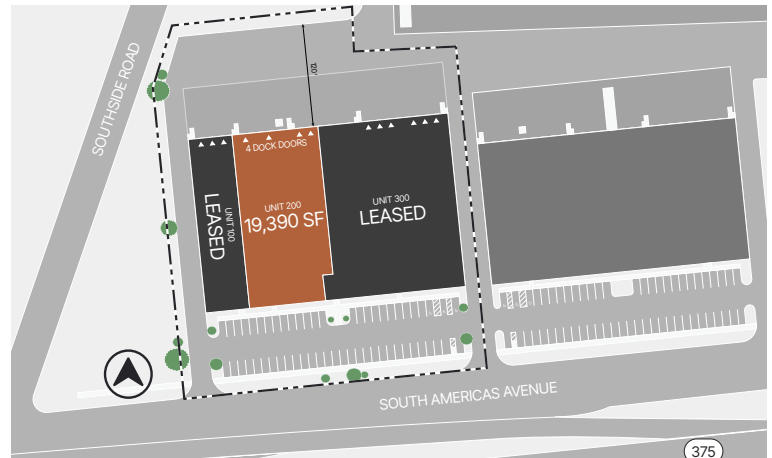 SOUTHSIDE ROAD
120'
4 DOCK DOORS
UNIT 100
LEASED
UNIT 200
19,390 SF
UNIT 300
LEASED
SOUTH AMERICAS AVENUE
375